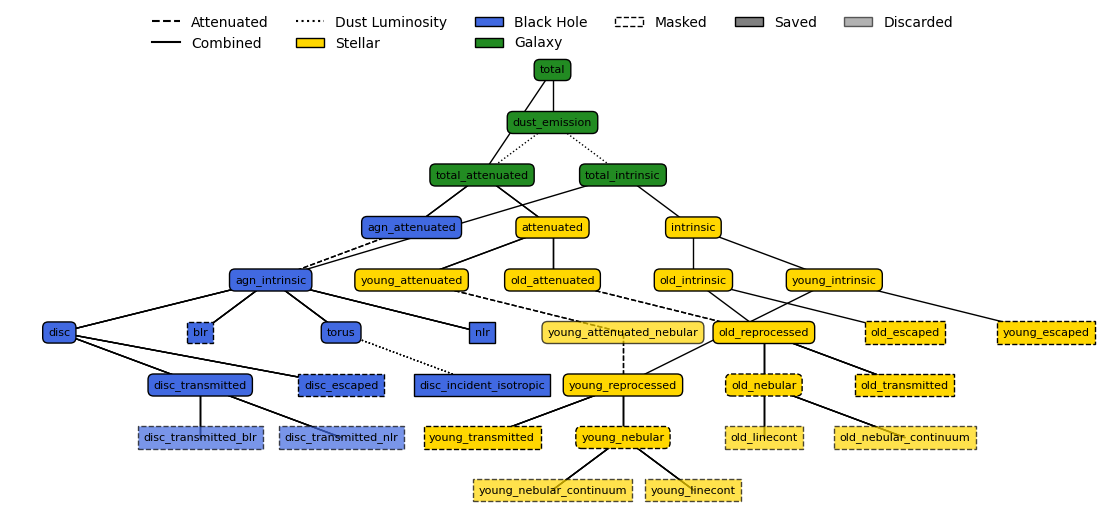 Attenuated Dust Luminosity Black Hole Masked Saved Discarded
Combined Stellar Galaxy
total
dust_emission
total_attenuated total_intrinsic
agn_attenuated attenuated intrinsic
agn_intrinsic young_attenuated old_attenuated old_intrinsic young_intrinsic
disc blr torus nlr young_attenuated_nebular old_reprocessed old_escaped young_escaped
disc_transmitted disc_escaped disc_incident_isotropic young_reprocessed old_nebular old_transmitted
disc_transmitted_blr disc_transmitted_nlr young_transmitted young_nebular old_linecont old_nebular_continuum
young_nebular_continuum young_linecont